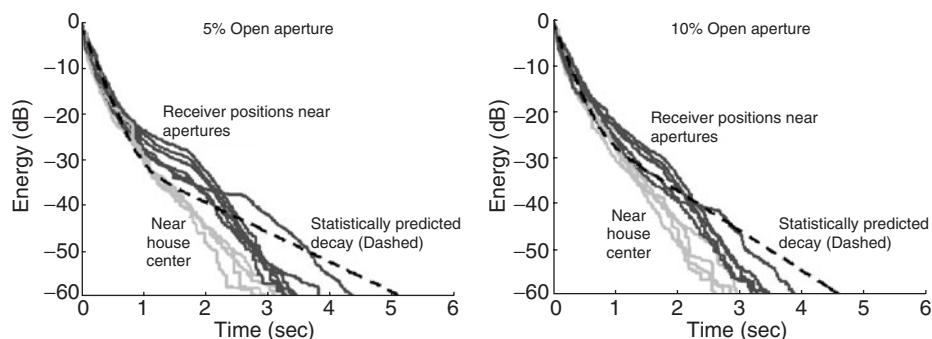 5% Open aperture
0
−10
−20
−30
−40
−50
−60
Energy (dB)
Receiver positions near
apertures
Near
house
center
Statistically predicted
decay (Dashed)
0 1 2 3 4 5 6
Time (sec)
10% Open aperture
0
−10
−20
−30
−40
−50
−60
Energy (dB)
Receiver positions near
apertures
Near
house
center
Statistically predicted
decay (Dashed)
0 1 2 3 4 5 6
Time (sec)